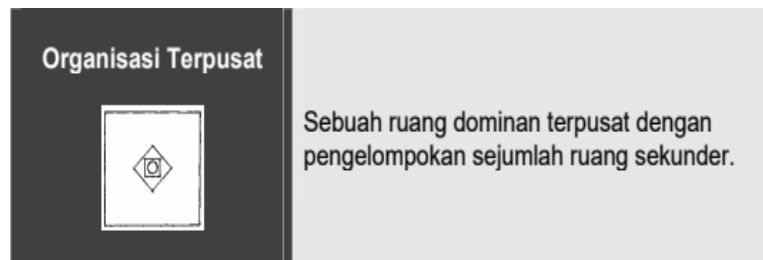 Organisasi Terpusat
Sebuah ruang dominan terpusat dengan
pengelompokan sejumlah ruang sekunder.